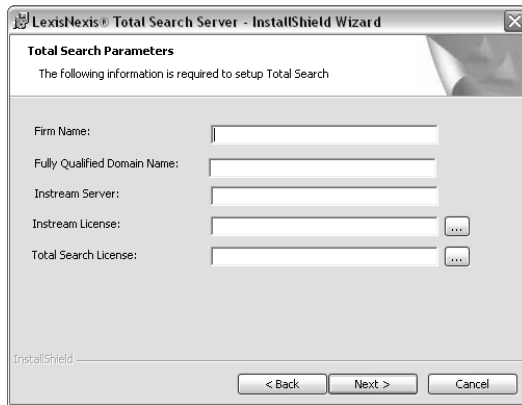 LexisNexis® Total Search Server - InstallShield Wizard
Total Search Parameters
The following information is required to setup Total Search
Firm Name:
Fully Qualified Domain Name:
Instream Server:
Instream License:
...
Total Search License:
...
InstallShield
< Back Next > Cancel